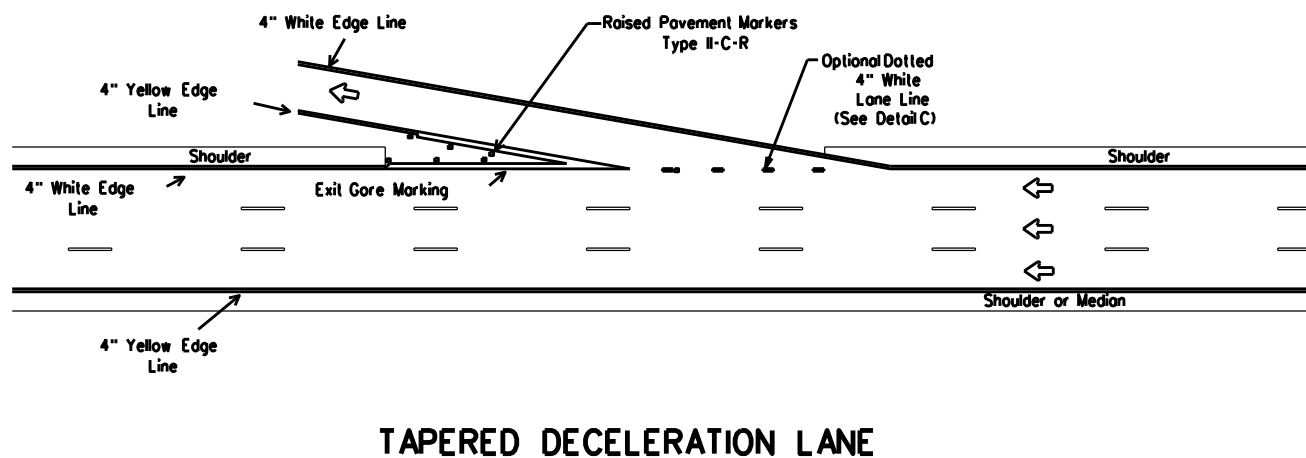 4" White Edge Line
Raised Pavement Markers
Type II-C-R
Optional Dotted
4" White
Lane Line
(See Detail C)
4" Yellow Edge
Line
Shoulder
Shoulder
4" White Edge
Line
Exit Gore Marking
Shoulder or Median
4" Yellow Edge
Line
TAPERED DECELERATION LANE